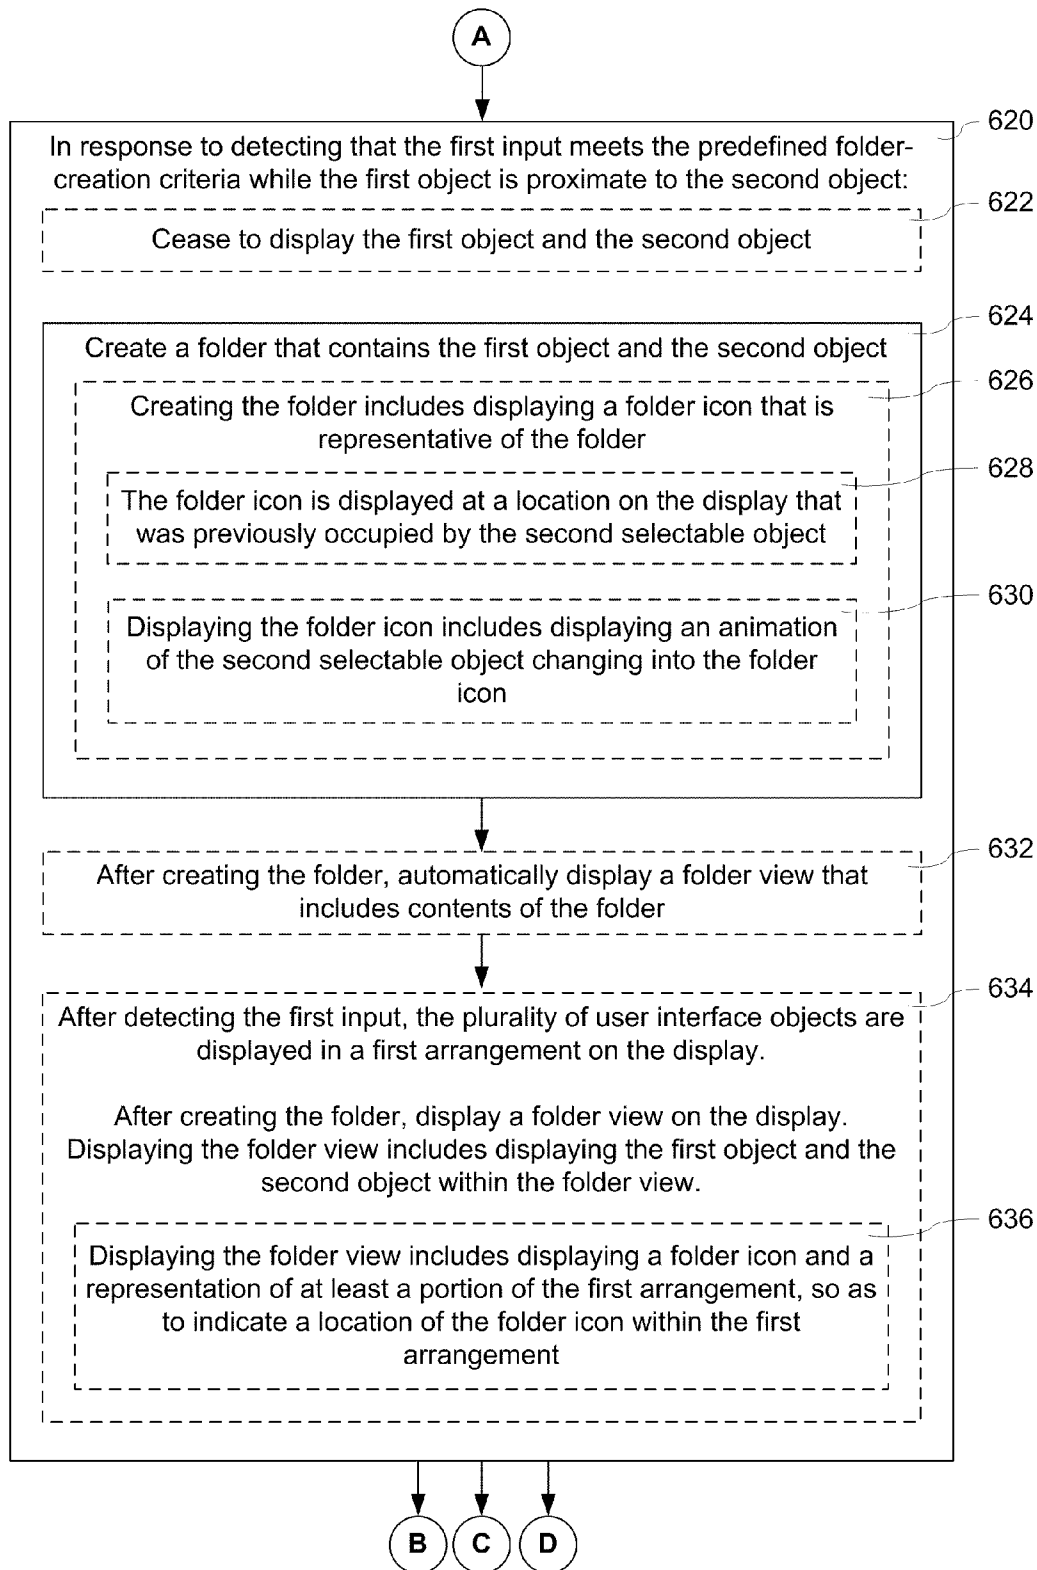 A
620
In response to detecting that the first input meets the predefined folder-
creation criteria while the first object is proximate to the second object:
622
Cease to display the first object and the second object
624
Create a folder that contains the first object and the second object
626
Creating the folder includes displaying a folder icon that is
representative of the folder
628
The folder icon is displayed at a location on the display that
was previously occupied by the second selectable object
630
Displaying the folder icon includes displaying an animation
of the second selectable object changing into the folder
icon
632
After creating the folder, automatically display a folder view that
includes contents of the folder
634
After detecting the first input, the plurality of user interface objects are
displayed in a first arrangement on the display.
After creating the folder, display a folder view on the display.
Displaying the folder view includes displaying the first object and the
second object within the folder view.
636
Displaying the folder view includes displaying a folder icon and a
representation of at least a portion of the first arrangement, so as
to indicate a location of the folder icon within the first
arrangement
B C D